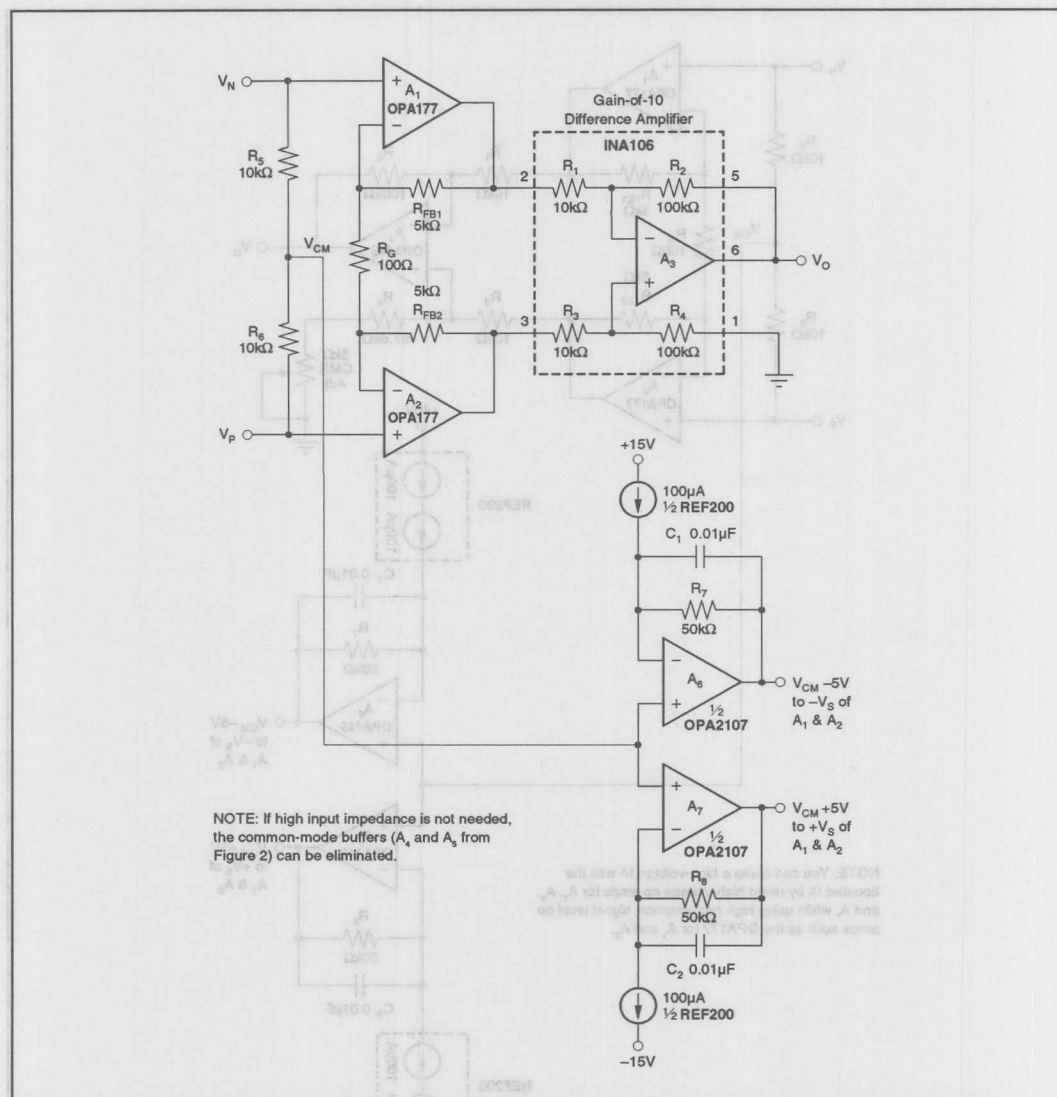 V_N
A_1
OPA177
Gain-of-10
Difference Amplifier
INA106
R_5
10kΩ
R_FB1
5kΩ
2
R_1
10kΩ
R_2
100kΩ
5
V_CM
R_G
100Ω
A_3
6
V_O
5kΩ
R_FB2
R_6
10kΩ
3
R_3
10kΩ
R_4
100kΩ
1
A_2
OPA177
V_P
+15V
100µA
½ REF200
C_1 0.01µF
R_7
50kΩ
A_6
½
OPA2107
V_CM –5V
to –V_S of
A_1 & A_2
A_7
½
OPA2107
V_CM +5V
to +V_S of
A_1 & A_2
NOTE: If high input impedance is not needed,
the common-mode buffers (A_4 and A_5 from
Figure 2) can be eliminated.
R_8
50kΩ
C_2 0.01µF
100µA
½ REF200
–15V